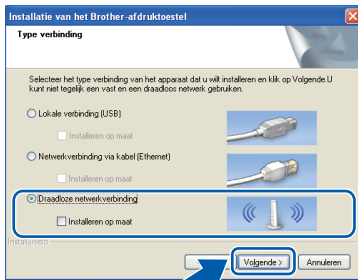 Installatie van het Brother-afdruktoestel
Type verbinding
Selecteer het type verbinding van het apparaat dat u wilt installeren en klik op Volgende.U
kunt niet tegelijk een vast en een draadloos netwerk gebruiken.
Lokale verbinding (USB)
Installeren op maat
Netwerkverbinding via kabel (Ethernet)
Installeren op maat
Draadloze netwerkverbinding
Installeren op maat
InstallShield
Volgende >
Annuleren